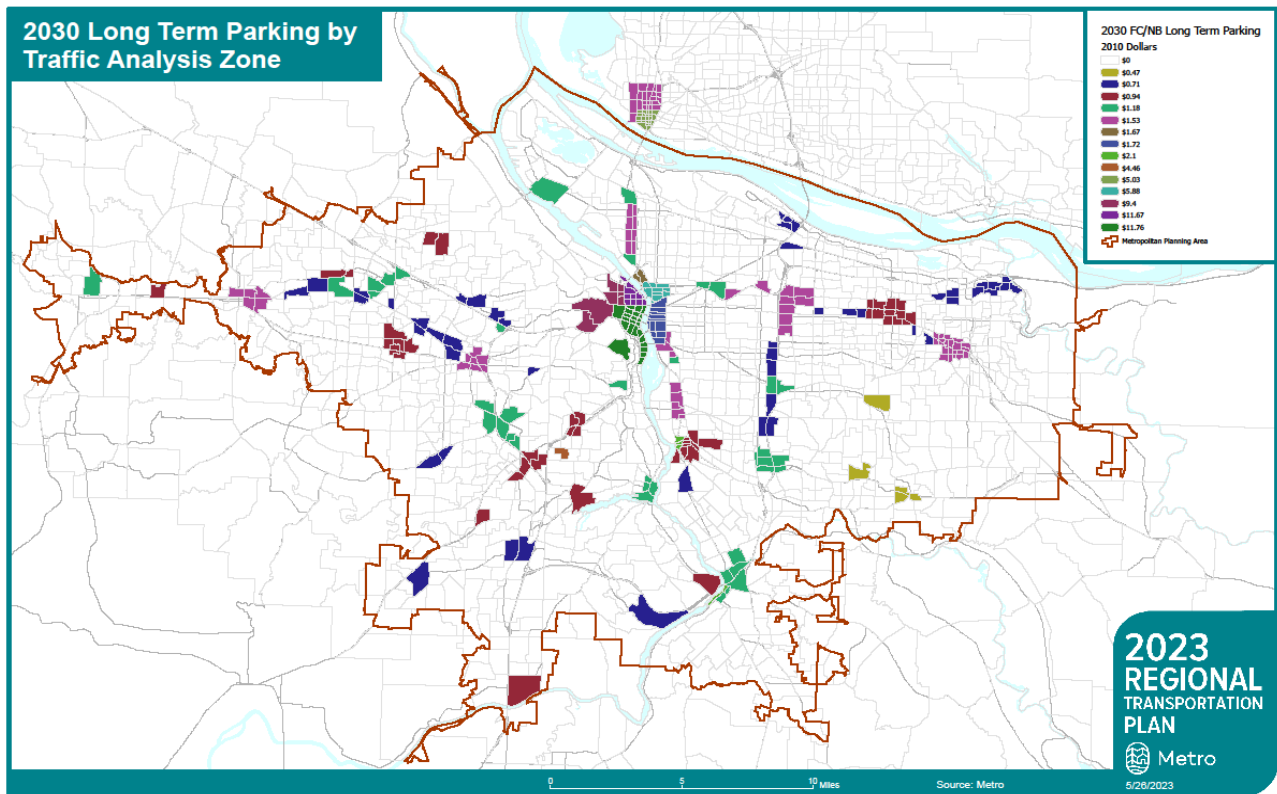 2030 Long Term Parking by
Traffic Analysis Zone
2030 FC/NB Long Term Parking
2010 Dollars
$0
$0.47
$0.71
$0.94
$1.18
$1.53
$1.67
$1.72
$2.1
$4.46
$5.03
$5.88
$9.4
$11.67
$11.76
Metropolitan Planning Area
2023
REGIONAL
TRANSPORTATION
PLAN
Metro
0 5 10 Miles
Source: Metro
5/26/2023